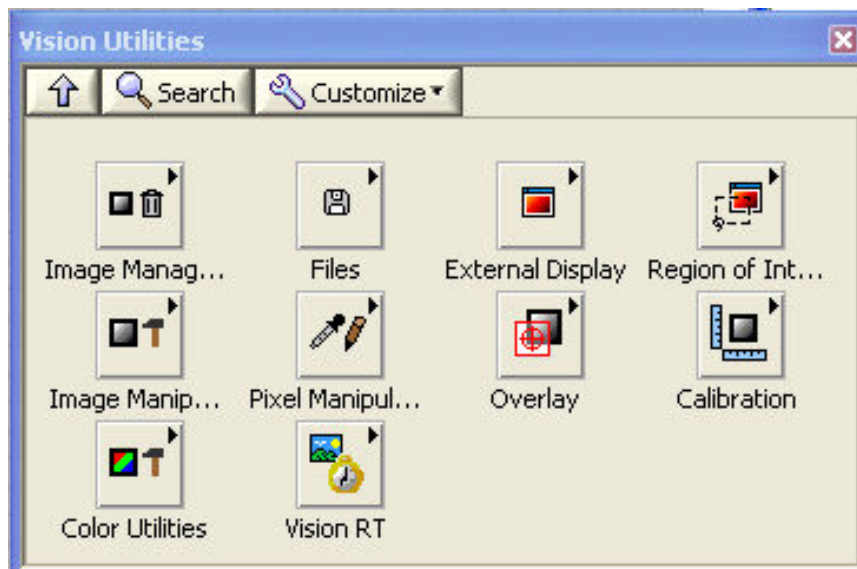 Vision Utilities
Search Customize
Image Manag... Files External Display Region of Int...
Image Manip... Pixel Manipul... Overlay Calibration
Color Utilities Vision RT